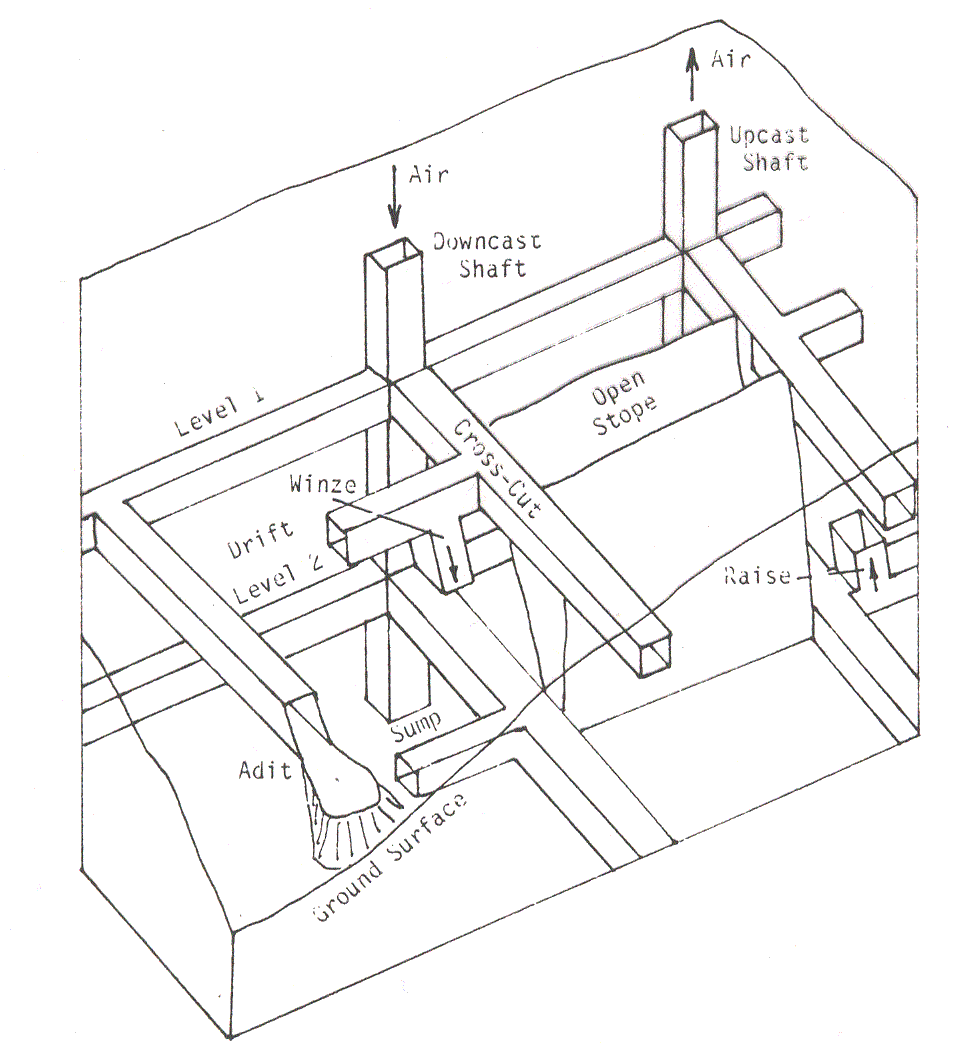 Air
Upcast
Shaft
Air
Downcast
Shaft
Level 1
Open
Stope
Cross-Cut
Winze
Drift
Level 2
Raise
Sump
Adit
Ground Surface